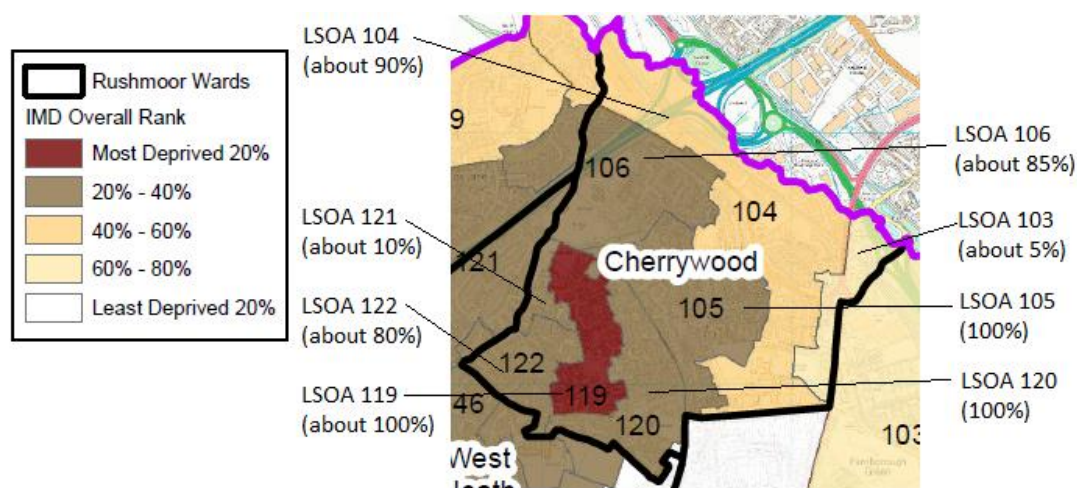 Rushmoor Wards
IMD Overall Rank
Most Deprived 20%
20% - 40%
40% - 60%
60% - 80%
Least Deprived 20%
LSOA 104
(about 90%)
LSOA 121
(about 10%)
LSOA 122
(about 80%)
LSOA 119
(about 100%)
9
106
104
121
Cherrywood
105
122
119
46
120
103
West
Heath
Farnborough
Green
LSOA 106
(about 85%)
LSOA 103
(about 5%)
LSOA 105
(100%)
LSOA 120
(100%)